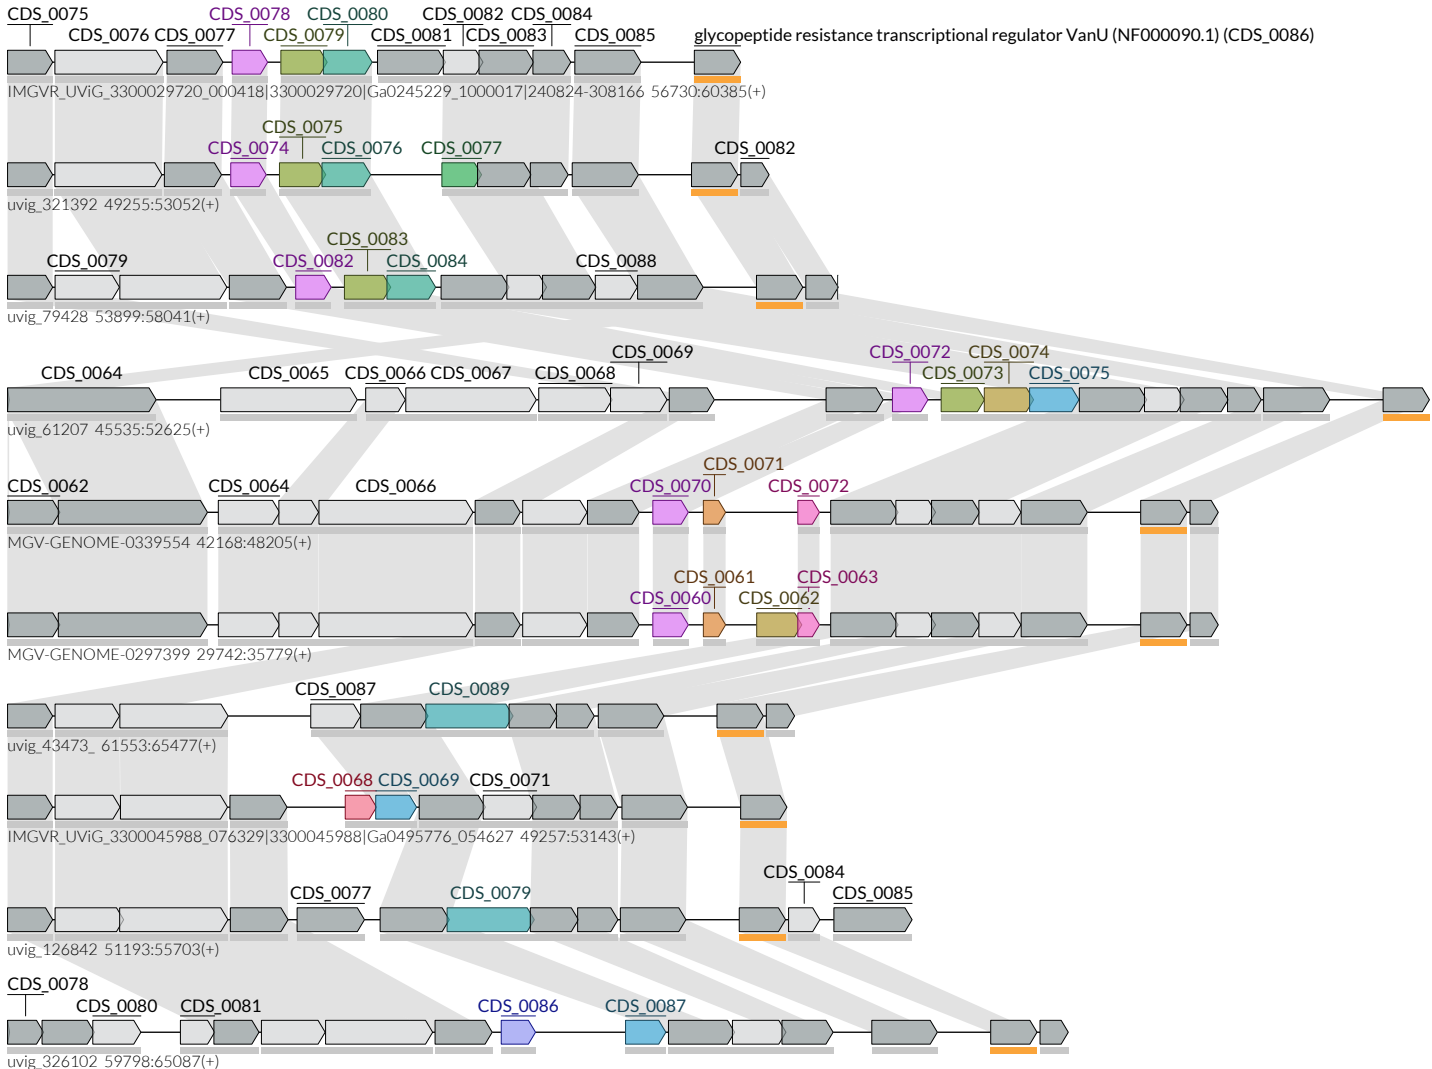 CDS_0075 CDS_0078 CDS_0080 CDS_0082 CDS_0084
CDS_0076 CDS_0077 CDS_0079 CDS_0081 CDS_0083 CDS_0085 glycopeptide resistance transcriptional regulator VanU (NF000090.1) (CDS_0086)
IMGVR_UViG_3300029720_000418|3300029720|Ga0245229_1000017|240824-308166 56730:60385(+)
CDS_0075
CDS_0074 CDS_0076 CDS_0077 CDS_0082
uvig_321392 49255:53052(+)
CDS_0083
CDS_0079 CDS_0082 CDS_0084 CDS_0088
uvig_79428 53899:58041(+)
CDS_0069 CDS_0072 CDS_0074
CDS_0064 CDS_0065 CDS_0066 CDS_0067 CDS_0068 CDS_0073 CDS_0075
uvig_61207 45535:52625(+)
CDS_0071
CDS_0062 CDS_0064 CDS_0066 CDS_0070 CDS_0072
MGV-GENOME-0339554 42168:48205(+)
CDS_0061 CDS_0063
CDS_0060 CDS_0062
MGV-GENOME-0297399 29742:35779(+)
CDS_0087 CDS_0089
uvig_43473_ 61553:65477(+)
CDS_0068 CDS_0069 CDS_0071
IMGVR_UViG_3300045988_076329|3300045988|Ga0495776_054627 49257:53143(+)
CDS_0084
CDS_0077 CDS_0079 CDS_0085
uvig_126842 51193:55703(+)
CDS_0078
CDS_0080 CDS_0081 CDS_0086 CDS_0087
uvig_326102 59798:65087(+)